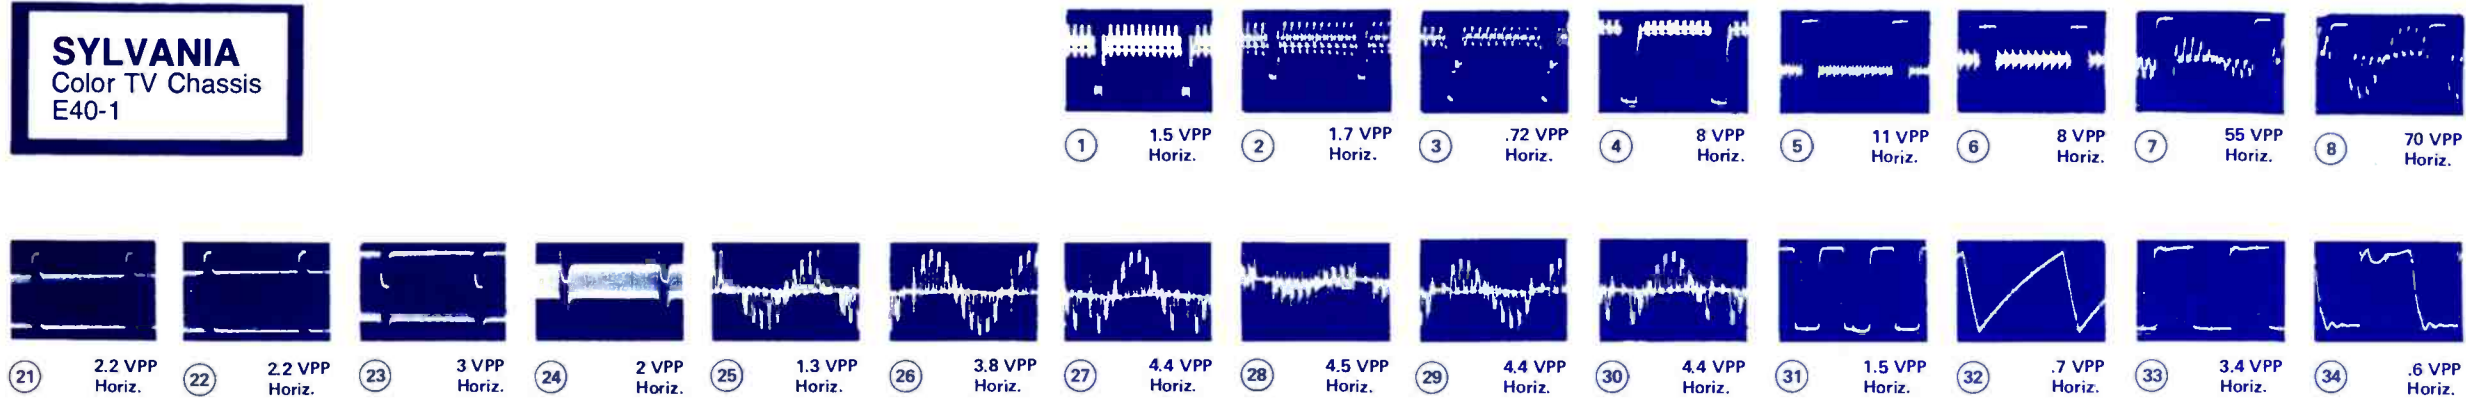 SYLVANIA
Color TV Chassis
E40-1
1 1.5 VPP
Horiz.
2 1.7 VPP
Horiz.
3 .72 VPP
Horiz.
4 8 VPP
Horiz.
5 11 VPP
Horiz.
6 8 VPP
Horiz.
7 55 VPP
Horiz.
8 70 VPP
Horiz.
21 2.2 VPP
Horiz.
22 2.2 VPP
Horiz.
23 3 VPP
Horiz.
24 2 VPP
Horiz.
25 1.3 VPP
Horiz.
26 3.8 VPP
Horiz.
27 4.4 VPP
Horiz.
28 4.5 VPP
Horiz.
29 4.4 VPP
Horiz.
30 4.4 VPP
Horiz.
31 1.5 VPP
Horiz.
32 .7 VPP
Horiz.
33 3.4 VPP
Horiz.
34 .6 VPP
Horiz.